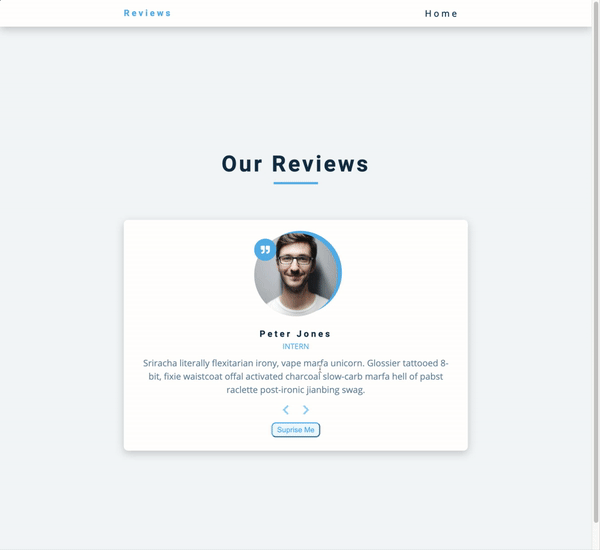 Reviews
Home
Our Reviews
Peter Jones
INTERN
Sriracha literally flexitarian irony, vape marfa unicorn. Glossier tattooed 8-
bit, fixie waistcoat offal activated charcoal slow-carb marfa hell of pabst
raclette post-ironic jianbing swag.
Suprise Me